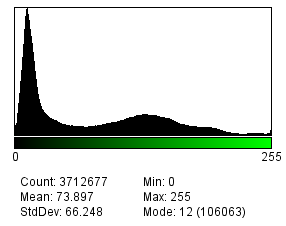 0 255
Count: 3712677 Min: 0
Mean: 73.897 Max: 255
StdDev: 66.248 Mode: 12 (106063)